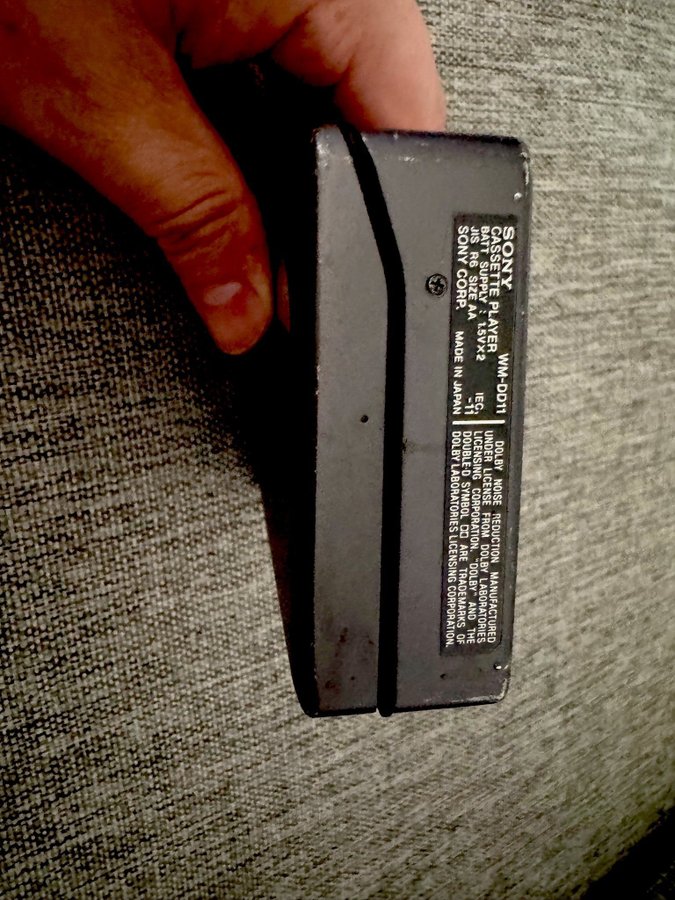 SONY
CASSETTE PLAYER WM-DD11
BATT SUPPLY : 1.5V×2 IEC,
JIS R6 SIZE AA -11
SONY CORP. MADE IN JAPAN
DOLBY NOISE REDUCTION MANUFACTURED
UNDER LICENSE FROM DOLBY LABORATORIES
LICENSING CORPORATION. "DOLBY" AND THE
DOUBLE-D SYMBOL ARE TRADEMARKS OF
DOLBY LABORATORIES LICENSING CORPORATION.